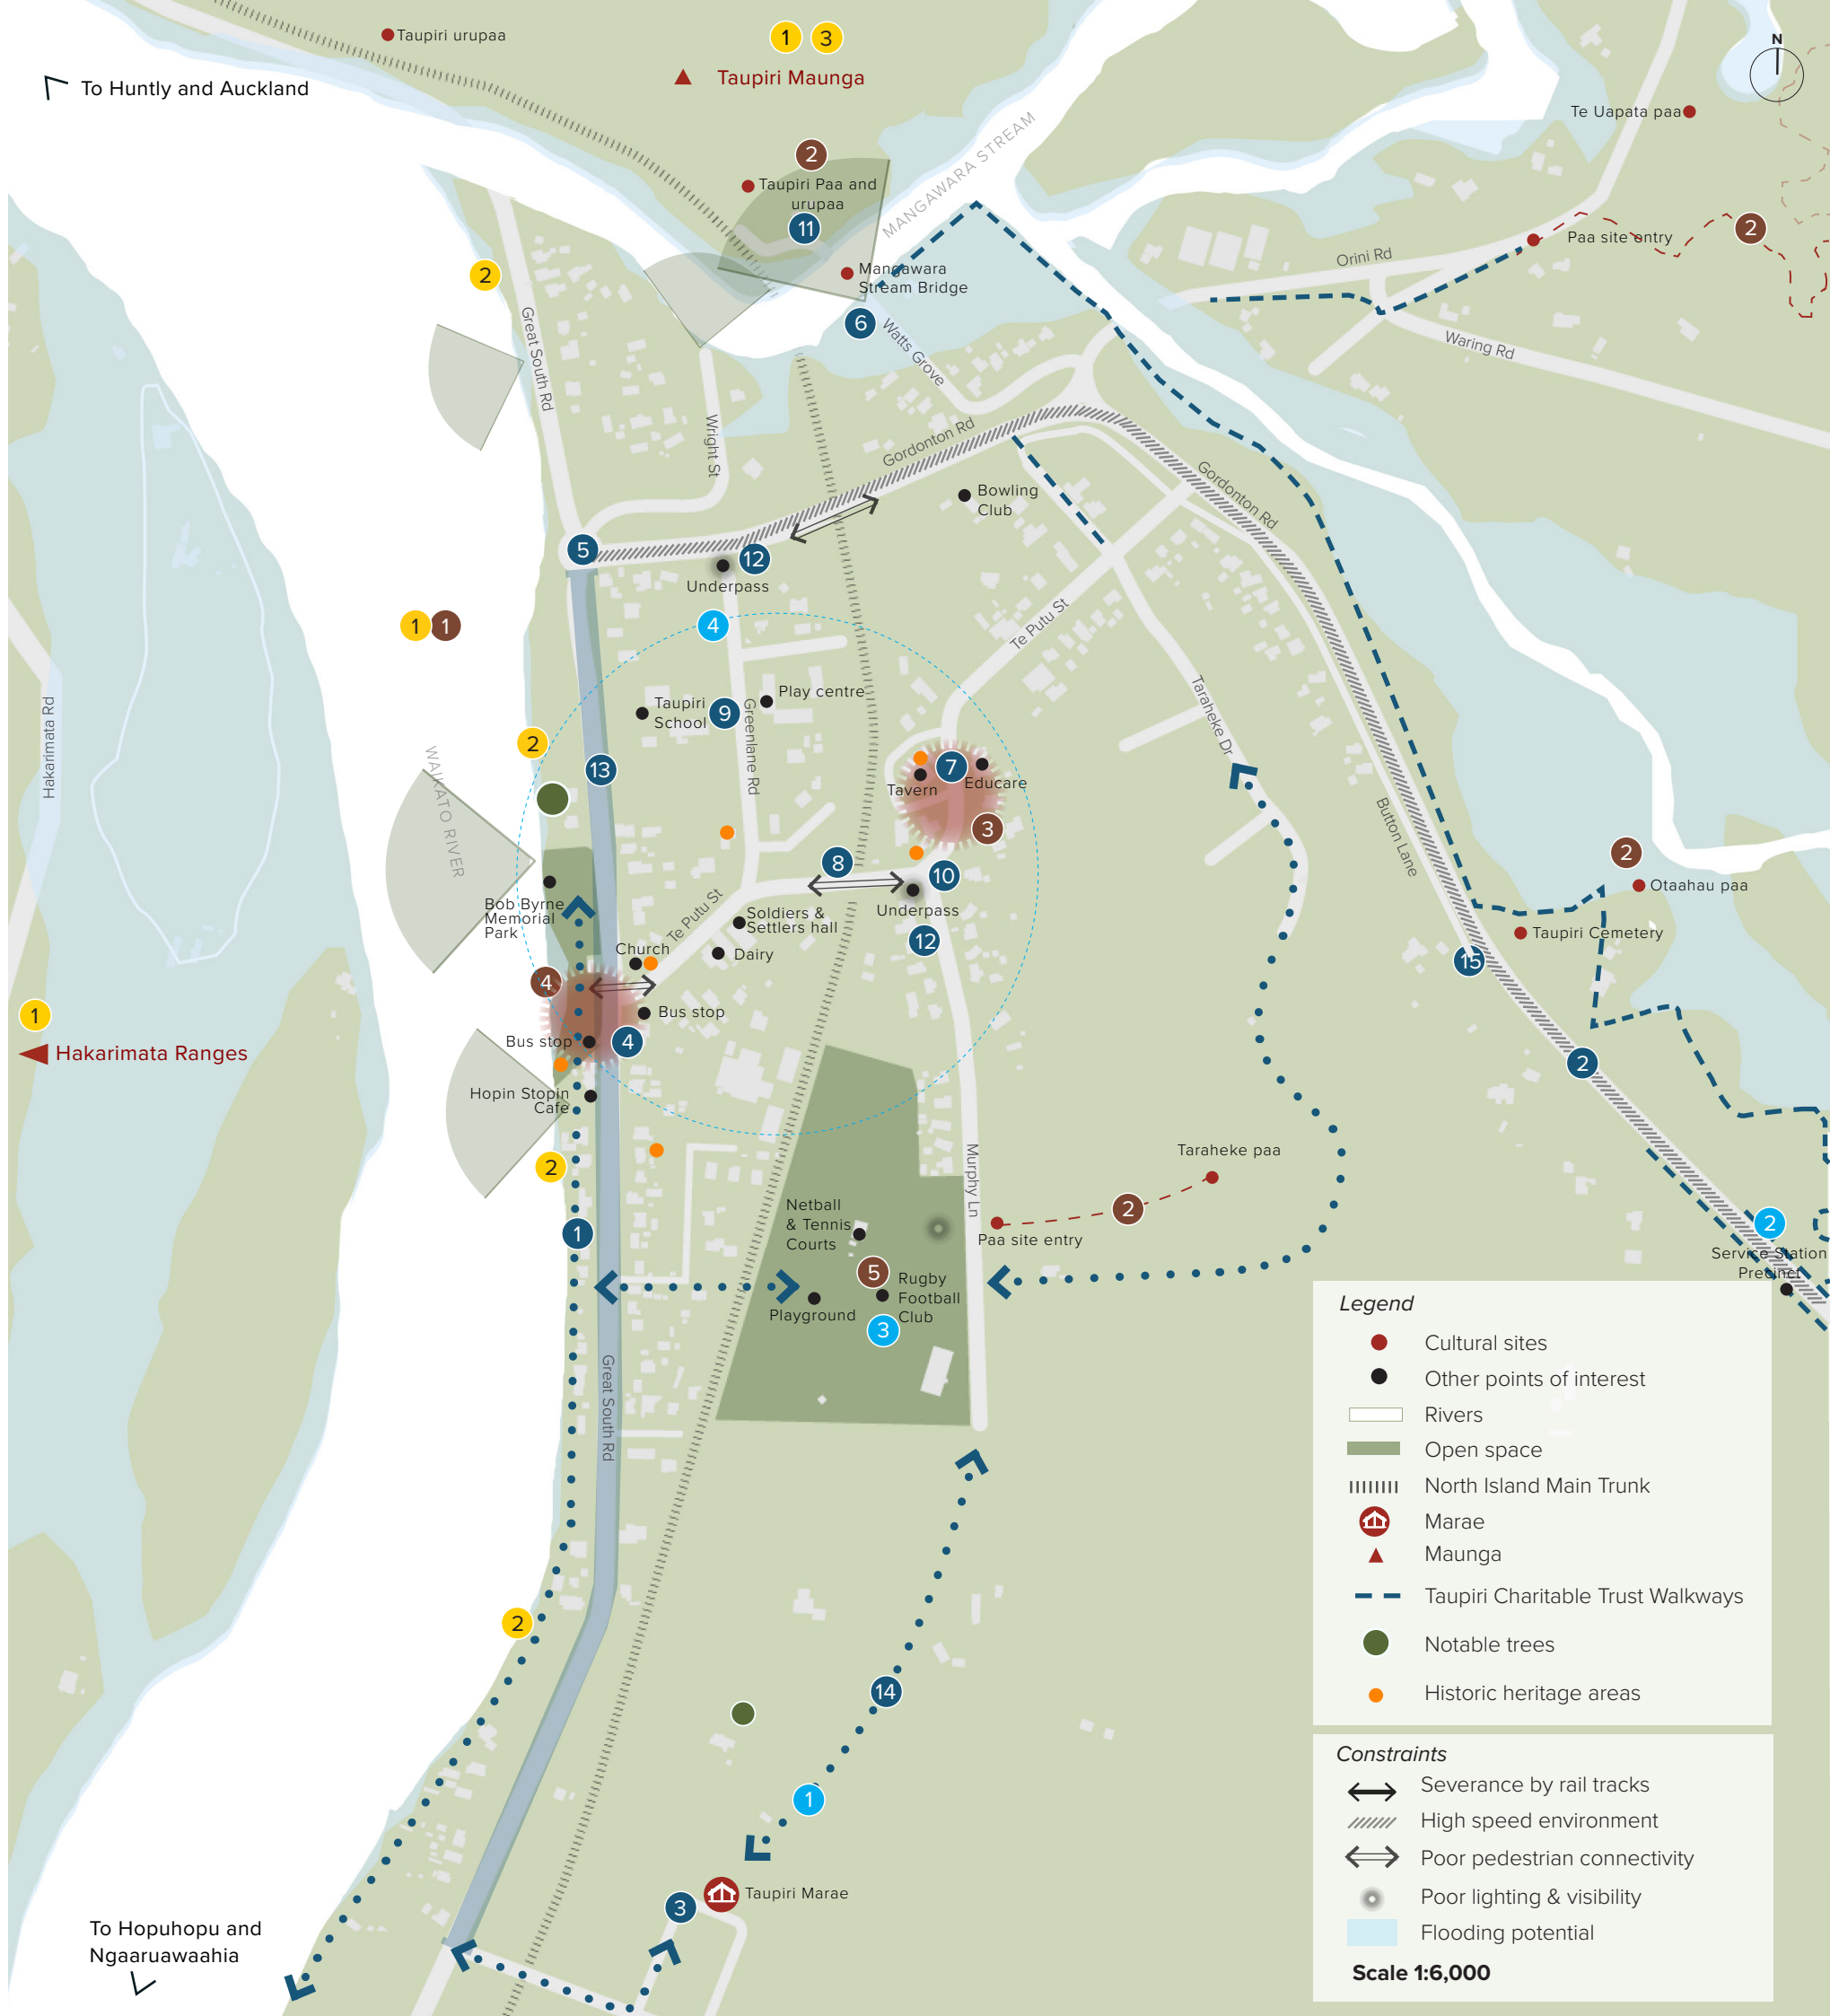 Taupiri urupaa
1
3
Taupiri Maunga
N
To Huntly and Auckland
Te Uapata paa
MANGAWARA STREAM
2
Taupiri Paa and
urupaa
11
2
Paa site entry
Orini Rd
2
Mangawara
Stream Bridge
6
Watts Grove
Great South Rd
Waring Rd
Wright St
Gordonton Rd
Gordonton Rd
Bowling
Club
5
12
Underpass
4
1
1
Te Putu St
Hakarimata Rd
Taupiri
School
9
Play centre
Greenlane Rd
Taraheke Dr
2
WAIKATO RIVER
13
7
Tavern
Educare
3
Button Lane
8
10
Underpass
12
2
Otaahau paa
Taupiri Cemetery
15
Bob Byrne
Memorial
Park
Te Putu St
Soldiers &
Settlers hall
Church
Dairy
4
Bus stop
Bus stop
4
1
Hakarimata Ranges
2
Hopin Stopin
Cafe
2
Murphy Ln
Taraheke paa
2
Paa site entry
1
Netball
& Tennis
Courts
5
Rugby
Football
Club
Playground
3
2
Service Station
Precinct
Great South Rd
2
14
1
3
Taupiri Marae
To Hopuhopu and
Ngaaruawaahia
Legend
Cultural sites
Other points of interest
Rivers
Open space
North Island Main Trunk
Marae
Maunga
Taupiri Charitable Trust Walkways
Notable trees
Historic heritage areas
Constraints
Severance by rail tracks
High speed environment
Poor pedestrian connectivity
Poor lighting & visibility
Flooding potential
Scale 1:6,000